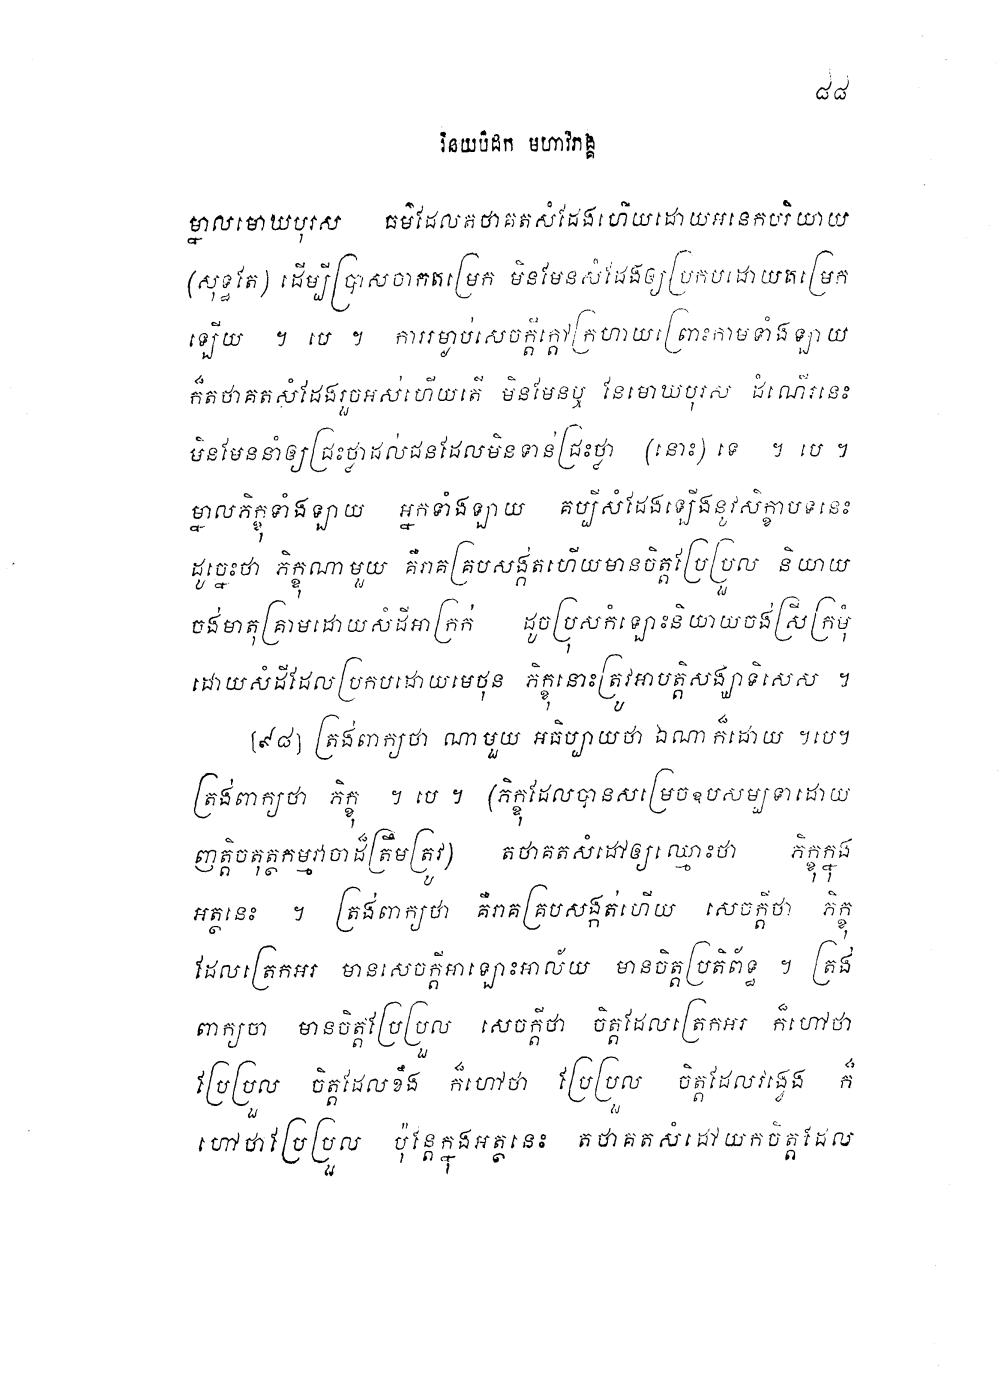 ៨៨
វិនយបិដក មហាវិភង្គ
ម្នាលមោឃបុរស ធម៌ដែលតថាគតសំដែងហើយដោយអនេកបរិយាយ
(សុទ្ធតែ) ដើម្បីប្រាសចាកតម្រេក មិនមែនសំដែងឲ្យប្រកបដោយតម្រេក
ឡើយ ។ បេ ។ ការរម្ងាប់សេចក្តីក្តៅក្រហាយព្រោះកាមទាំងឡាយ
ក៏តថាគតសំដែងរួចអស់ហើយតើ មិនមែនឬ នែមោឃបុរស ដំណើរនេះ
មិនមែននាំឲ្យជ្រះថ្លាដល់ជនដែលមិនទាន់ជ្រះថ្លា (នោះ) ទេ ។ បេ ។
ម្នាលភិក្ខុទាំងឡាយ អ្នកទាំងឡាយ គប្បីសំដែងឡើងនូវសិក្ខាបទនេះ
ដូច្នេះថា ភិក្ខុណាមួយ គឺរាគគ្របសង្កត់ហើយមានចិត្តប្រែប្រួល និយាយ
ចង់មាតុគ្រាមដោយសំដីអាក្រក់ ដូចប្រុសកំឡោះនិយាយចង់ស្រីក្រមុំ
ដោយសំដីដែលប្រកបដោយមេថុន ភិក្ខុនោះត្រូវអាបត្តិសង្ឃាទិសេស ។
[៩៨] ត្រង់ពាក្យថា ណាមួយ អធិប្បាយថា ឯណាក៏ដោយ ។បេ។
ត្រង់ពាក្យថា ភិក្ខុ ។ បេ ។ (ភិក្ខុដែលបានសម្រេចឧបសម្បទាដោយ
ញត្តិចតុត្ថកម្មវាចាដ៏ត្រឹមត្រូវ) តថាគតសំដៅឲ្យឈ្មោះថា ភិក្ខុក្នុង
អត្ថនេះ ។ ត្រង់ពាក្យថា គឺរាគគ្របសង្កត់ហើយ សេចក្តីថា ភិក្ខុ
ដែលត្រេកអរ មានសេចក្តីអាឡោះអាល័យ មានចិត្តប្រតិព័ទ្ធ ។ ត្រង់
ពាក្យថា មានចិត្តប្រែប្រួល សេចក្តីថា ចិត្តដែលត្រេកអរ ក៏ហៅថា
ប្រែប្រួល ចិត្តដែលខឹង ក៏ហៅថា ប្រែប្រួល ចិត្តដែលវង្វេង ក៏
ហៅថាប្រែប្រួល ប៉ុន្តែក្នុងអត្ថនេះ តថាគតសំដៅយកចិត្តដែល